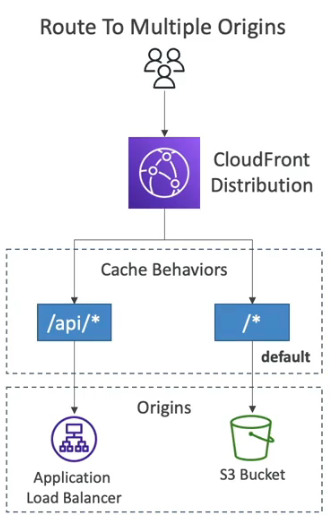 Route To Multiple Origins
CloudFront
Distribution
Cache Behaviors
/api/*
/*
default
Origins
Application
Load Balancer
S3 Bucket